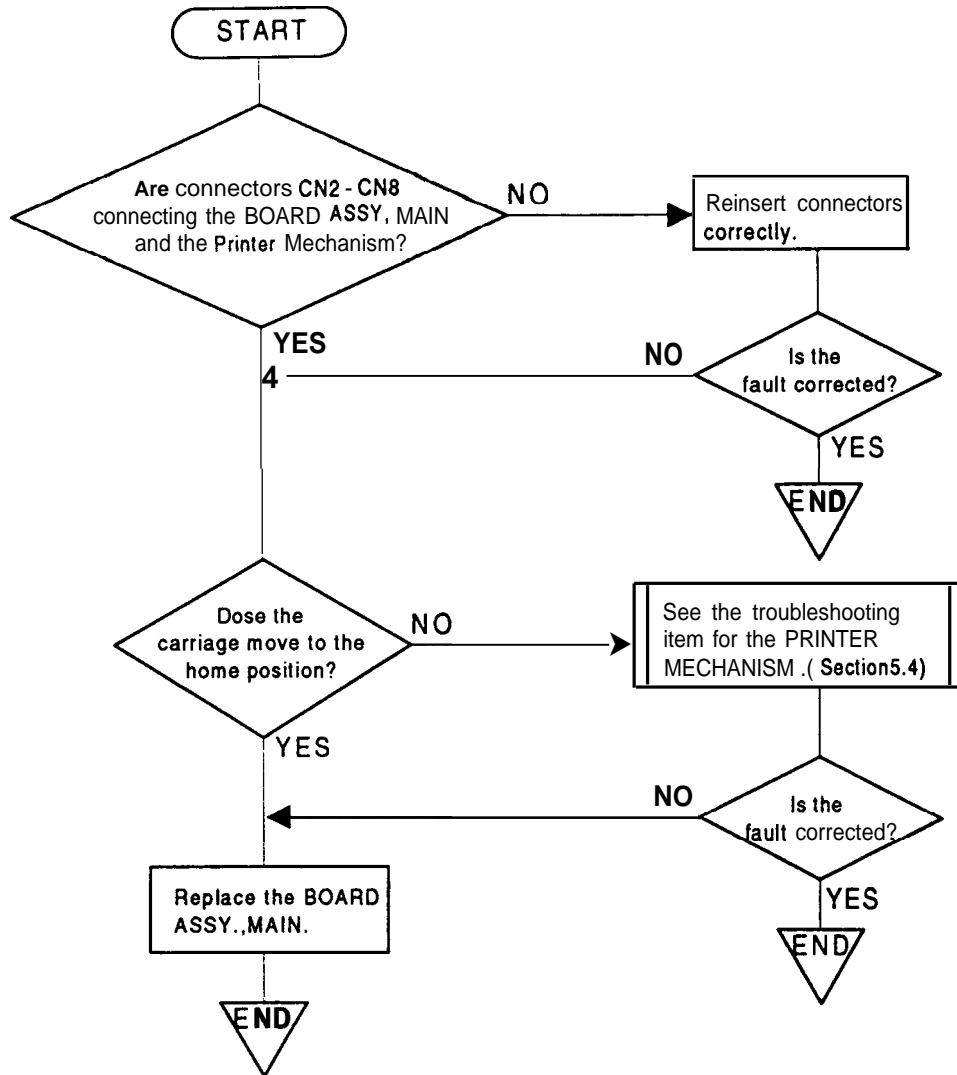 START
Are connectors CN2 - CN8
connecting the BOARD ASSY, MAIN
and the Printer Mechanism?
NO
Reinsert connectors
correctly.
YES
4
NO
Is the
fault corrected?
YES
END
Dose the
carriage move to the
home position?
NO
See the troubleshooting
item for the PRINTER
MECHANISM .( Section5.4)
YES
NO
Is the
fault corrected?
YES
END
Replace the BOARD
ASSY.,MAIN.
END